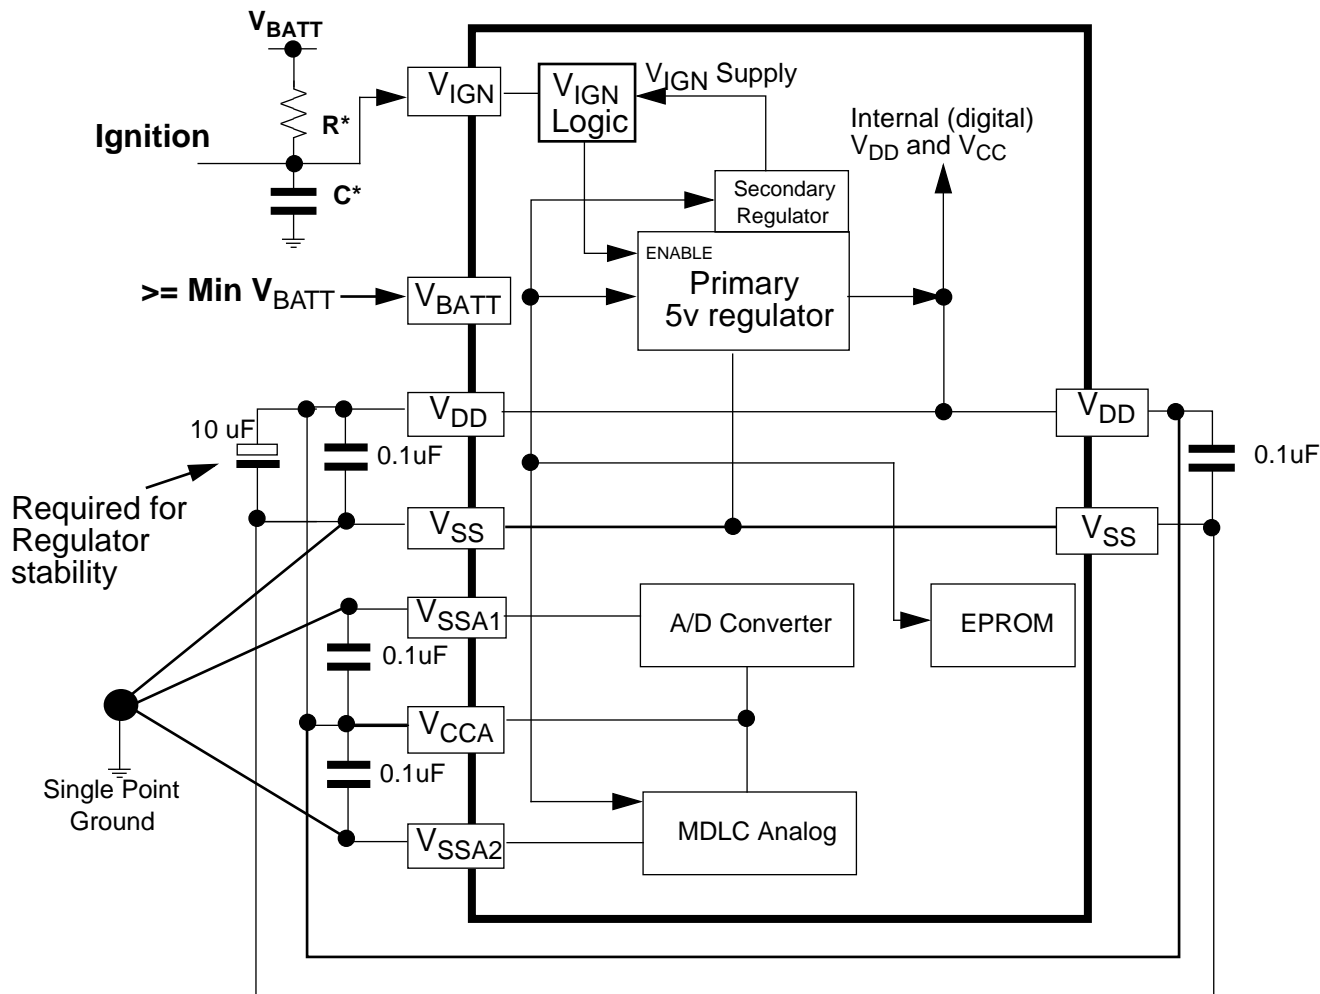 VBATT
VIGN
VIGN
Logic
VIGN Supply
Internal (digital)
VDD and VCC
R*
Ignition
C*
Secondary
Regulator
ENABLE
Primary
5v regulator
>= Min VBATT
VBATT
VDD
VDD
10 uF
0.1uF
0.1uF
Required for
Regulator
stability
VSS
VSS
VSSA1
A/D Converter
EPROM
0.1uF
VCCA
0.1uF
Single Point
Ground
MDLC Analog
VSSA2